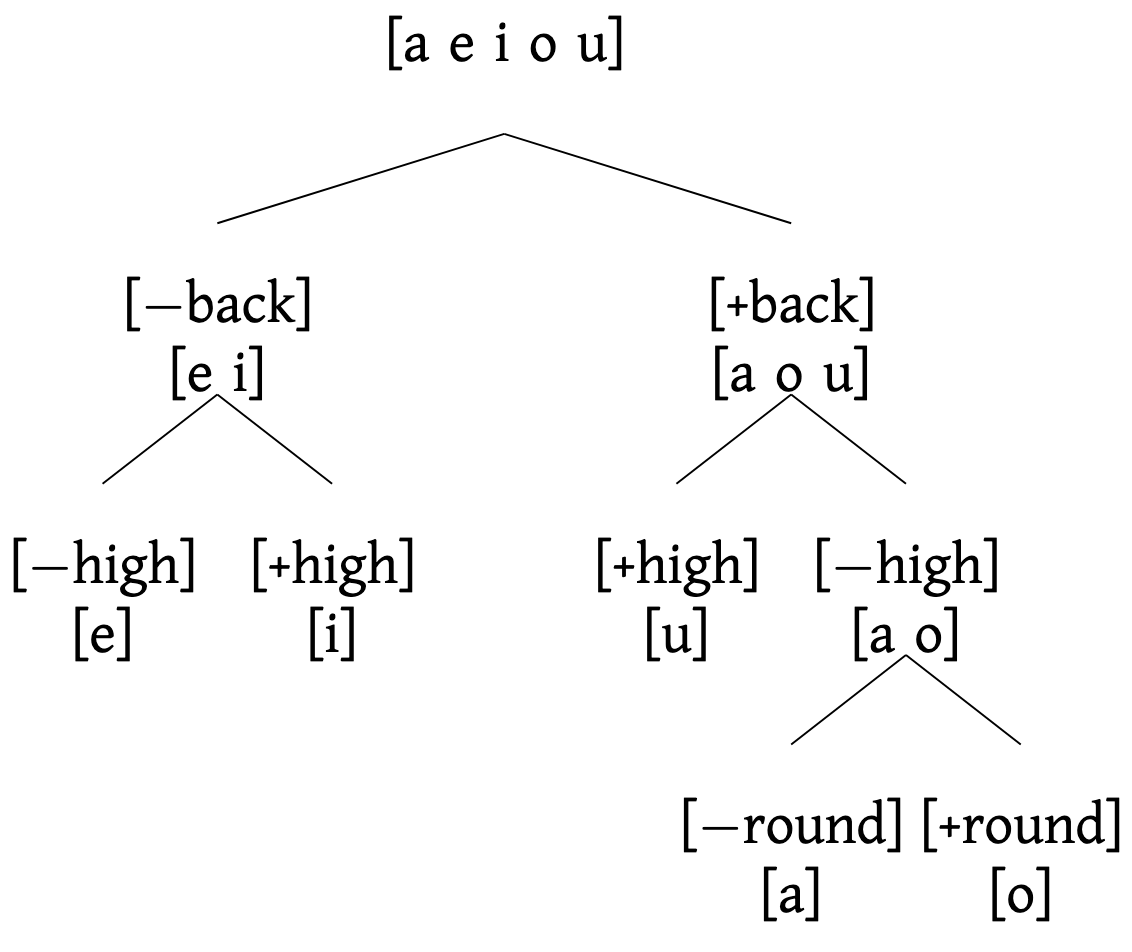 [a e i o u]
[–back] [+back]
[e i] [a o u]
[–high] [+high] [+high] [–high]
[e] [i] [u] [a o]
[–round] [+round]
[a] [o]